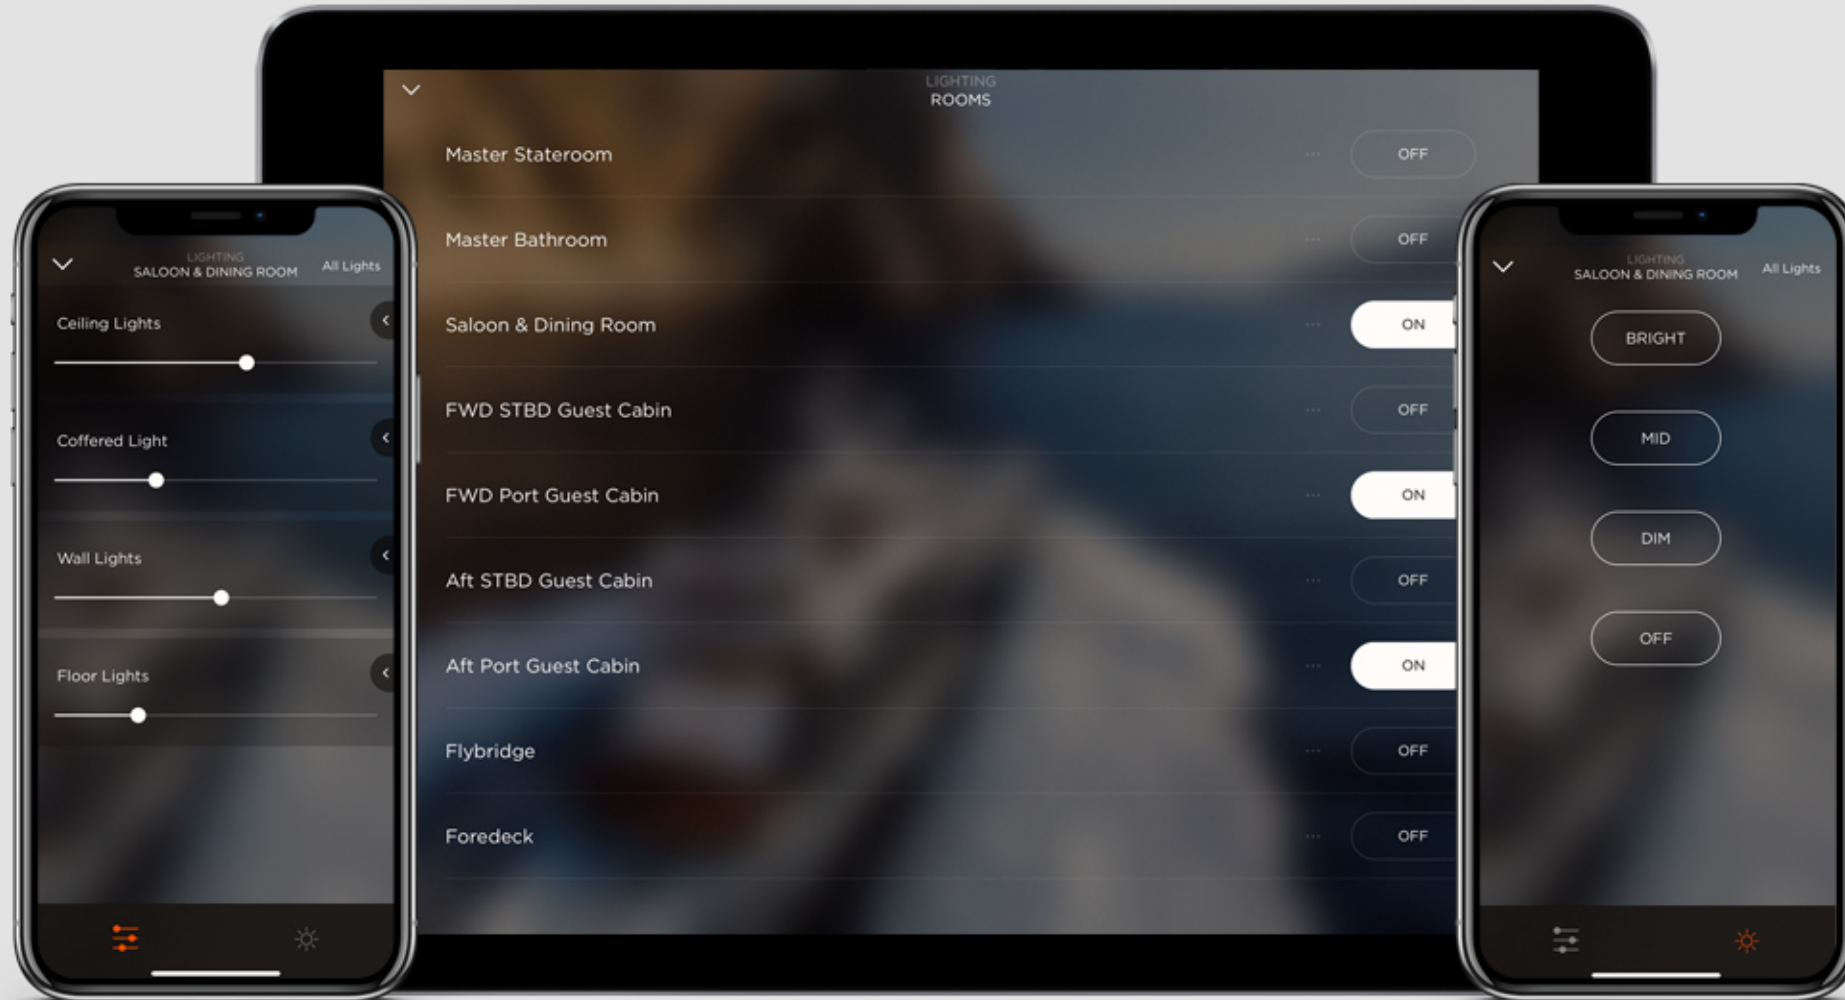 LIGHTING
SALOON & DINING ROOM
All Lights
Ceiling Lights
Coffered Light
Wall Lights
Floor Lights
LIGHTING
ROOMS
Master Stateroom
OFF
Master Bathroom
OFF
Saloon & Dining Room
ON
FWD STBD Guest Cabin
OFF
FWD Port Guest Cabin
ON
Aft STBD Guest Cabin
OFF
Aft Port Guest Cabin
ON
Flybridge
OFF
Foredeck
OFF
LIGHTING
SALOON & DINING ROOM
All Lights
BRIGHT
MID
DIM
OFF